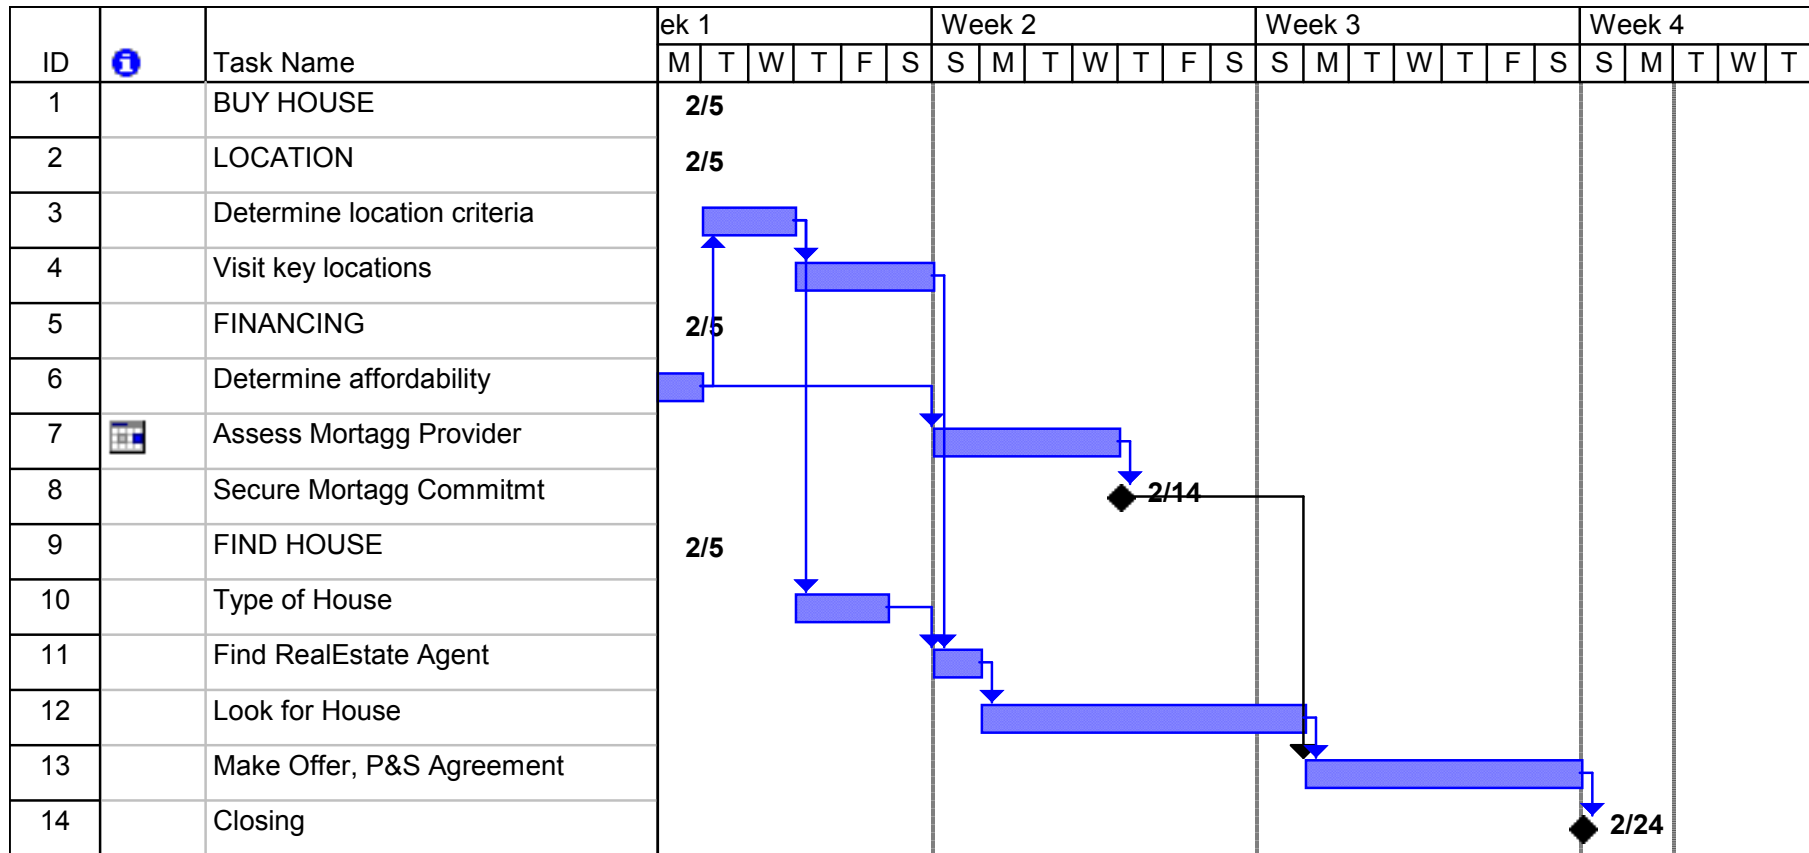 ek 1 Week 2 Week 3 Week 4
ID i Task Name M T W T F S S M T W T F S S M T W T F S S M T W T
1 BUY HOUSE 2/5
2 LOCATION 2/5
3 Determine location criteria
4 Visit key locations
5 FINANCING 2/5
6 Determine affordability
7 Assess Mortagg Provider
8 Secure Mortagg Commitmt 2/14
9 FIND HOUSE 2/5
10 Type of House
11 Find RealEstate Agent
12 Look for House
13 Make Offer, P&S Agreement
14 Closing 2/24